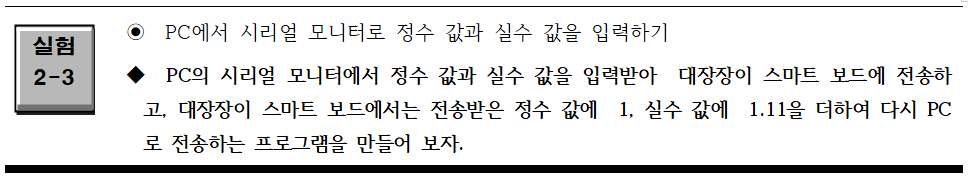 실험
2-3
◉ PC에서 시리얼 모니터로 정수 값과 실수 값을 입력하기
◆ PC의 시리얼 모니터에서 정수 값과 실수 값을 입력받아 대장장이 스마트 보드에 전송하
고, 대장장이 스마트 보드에서는 전송받은 정수 값에 1, 실수 값에 1.11을 더하여 다시 PC
로 전송하는 프로그램을 만들어 보자.